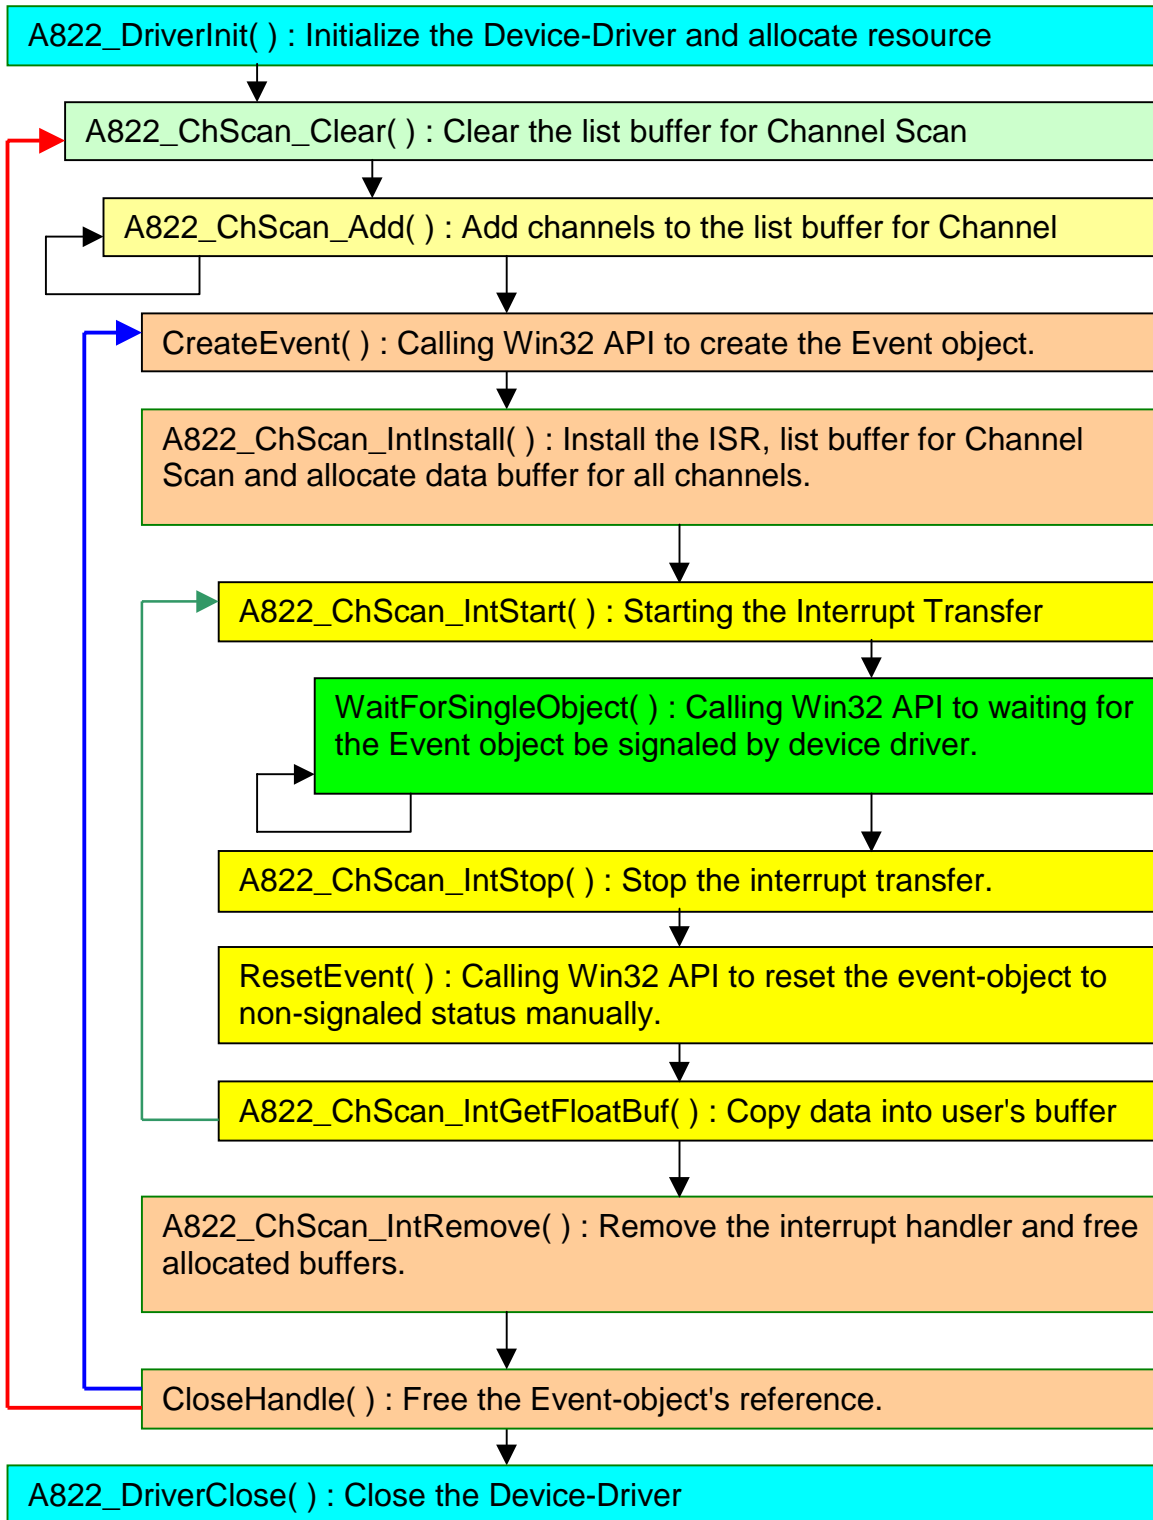 A822_DriverInit( ) : Initialize the Device-Driver and allocate resource
A822_ChScan_Clear( ) : Clear the list buffer for Channel Scan
A822_ChScan_Add( ) : Add channels to the list buffer for Channel
CreateEvent( ) : Calling Win32 API to create the Event object.
A822_ChScan_IntInstall( ) : Install the ISR, list buffer for Channel
Scan and allocate data buffer for all channels.
A822_ChScan_IntStart( ) : Starting the Interrupt Transfer
WaitForSingleObject( ) : Calling Win32 API to waiting for
the Event object be signaled by device driver.
A822_ChScan_IntStop( ) : Stop the interrupt transfer.
ResetEvent( ) : Calling Win32 API to reset the event-object to
non-signaled status manually.
A822_ChScan_IntGetFloatBuf( ) : Copy data into user's buffer
A822_ChScan_IntRemove( ) : Remove the interrupt handler and free
allocated buffers.
CloseHandle( ) : Free the Event-object's reference.
A822_DriverClose( ) : Close the Device-Driver